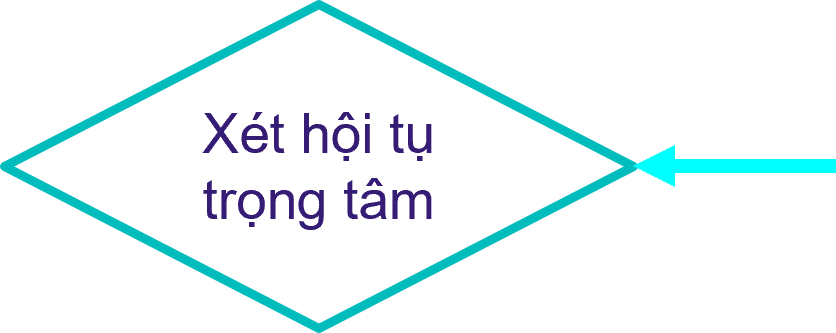 Xét hội tụ
trọng tâm